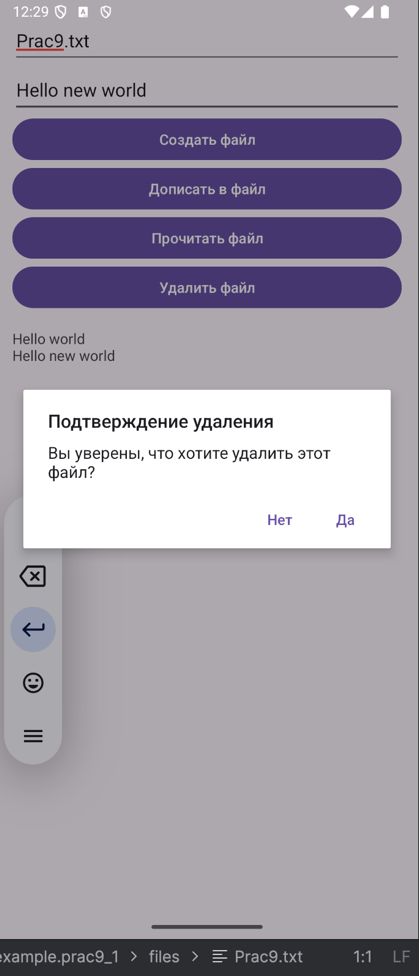 12:29
Prac9.txt
Hello new world
Создать файл
Дописать в файл
Прочитать файл
Удалить файл
Hello world
Hello new world
Подтверждение удаления
Вы уверены, что хотите удалить этот
файл?
Нет Да
example.prac9_1 > files > Prac9.txt 1:1 LF